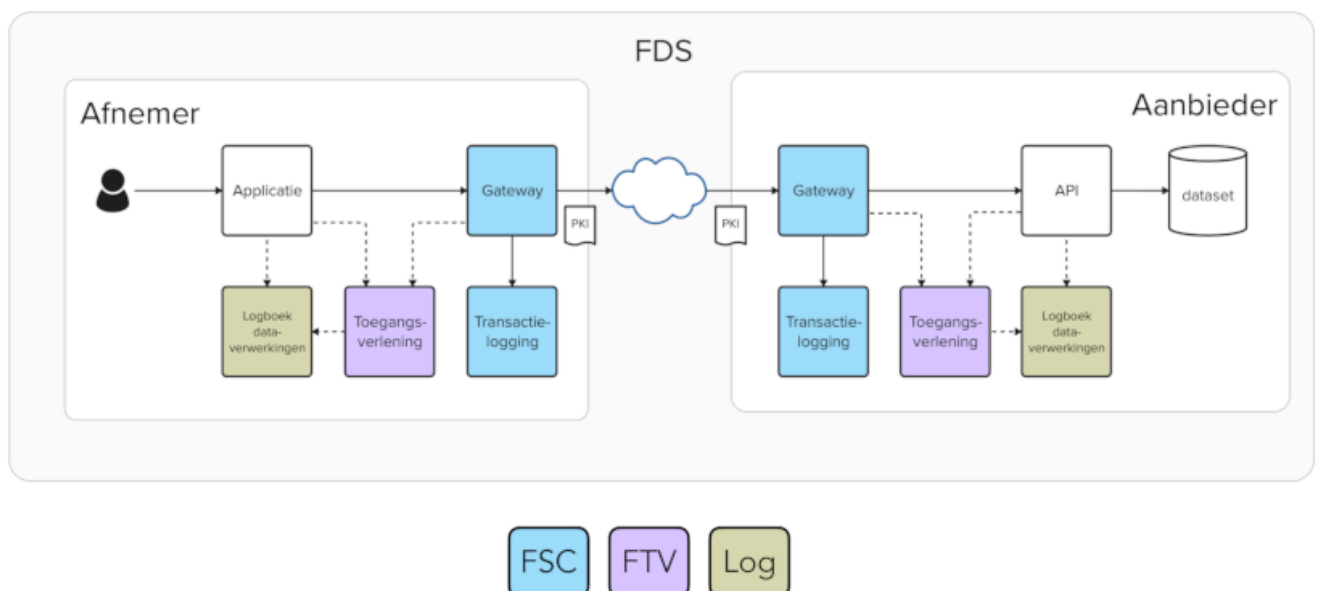 FDS
Afnemer
Aanbieder
Applicatie
Gateway
PKI
PKI
Gateway
API
dataset
Logboek
data-
verwerkingen
Toegangs-
verlening
Transactie-
logging
Transactie-
logging
Toegangs-
verlening
Logboek
data-
verwerkingen
FSC
FTV
Log